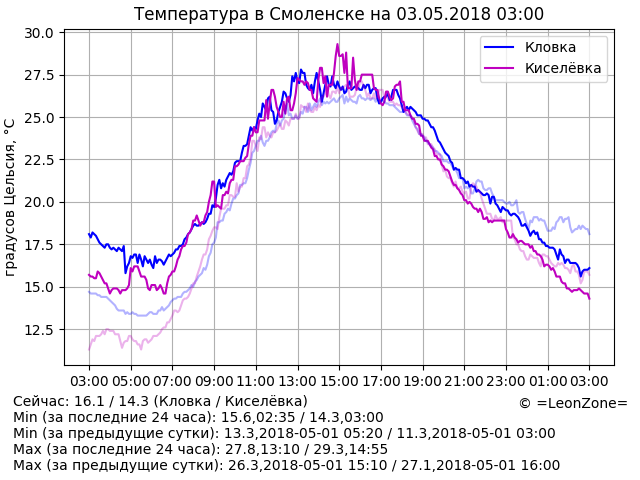 Температура в Смоленске на 03.05.2018 03:00
градусов Цельсия, °C
30.0
27.5
25.0
22.5
20.0
17.5
15.0
12.5
Кловка
Киселёвка
03:00 05:00 07:00 09:00 11:00 13:00 15:00 17:00 19:00 21:00 23:00 01:00 03:00
Сейчас: 16.1 / 14.3 (Кловка / Киселёвка)
© =LeonZone=
Min (за последние 24 часа): 15.6,02:35 / 14.3,03:00
Min (за предыдущие сутки): 13.3,2018-05-01 05:20 / 11.3,2018-05-01 03:00
Max (за последние 24 часа): 27.8,13:10 / 29.3,14:55
Max (за предыдущие сутки): 26.3,2018-05-01 15:10 / 27.1,2018-05-01 16:00